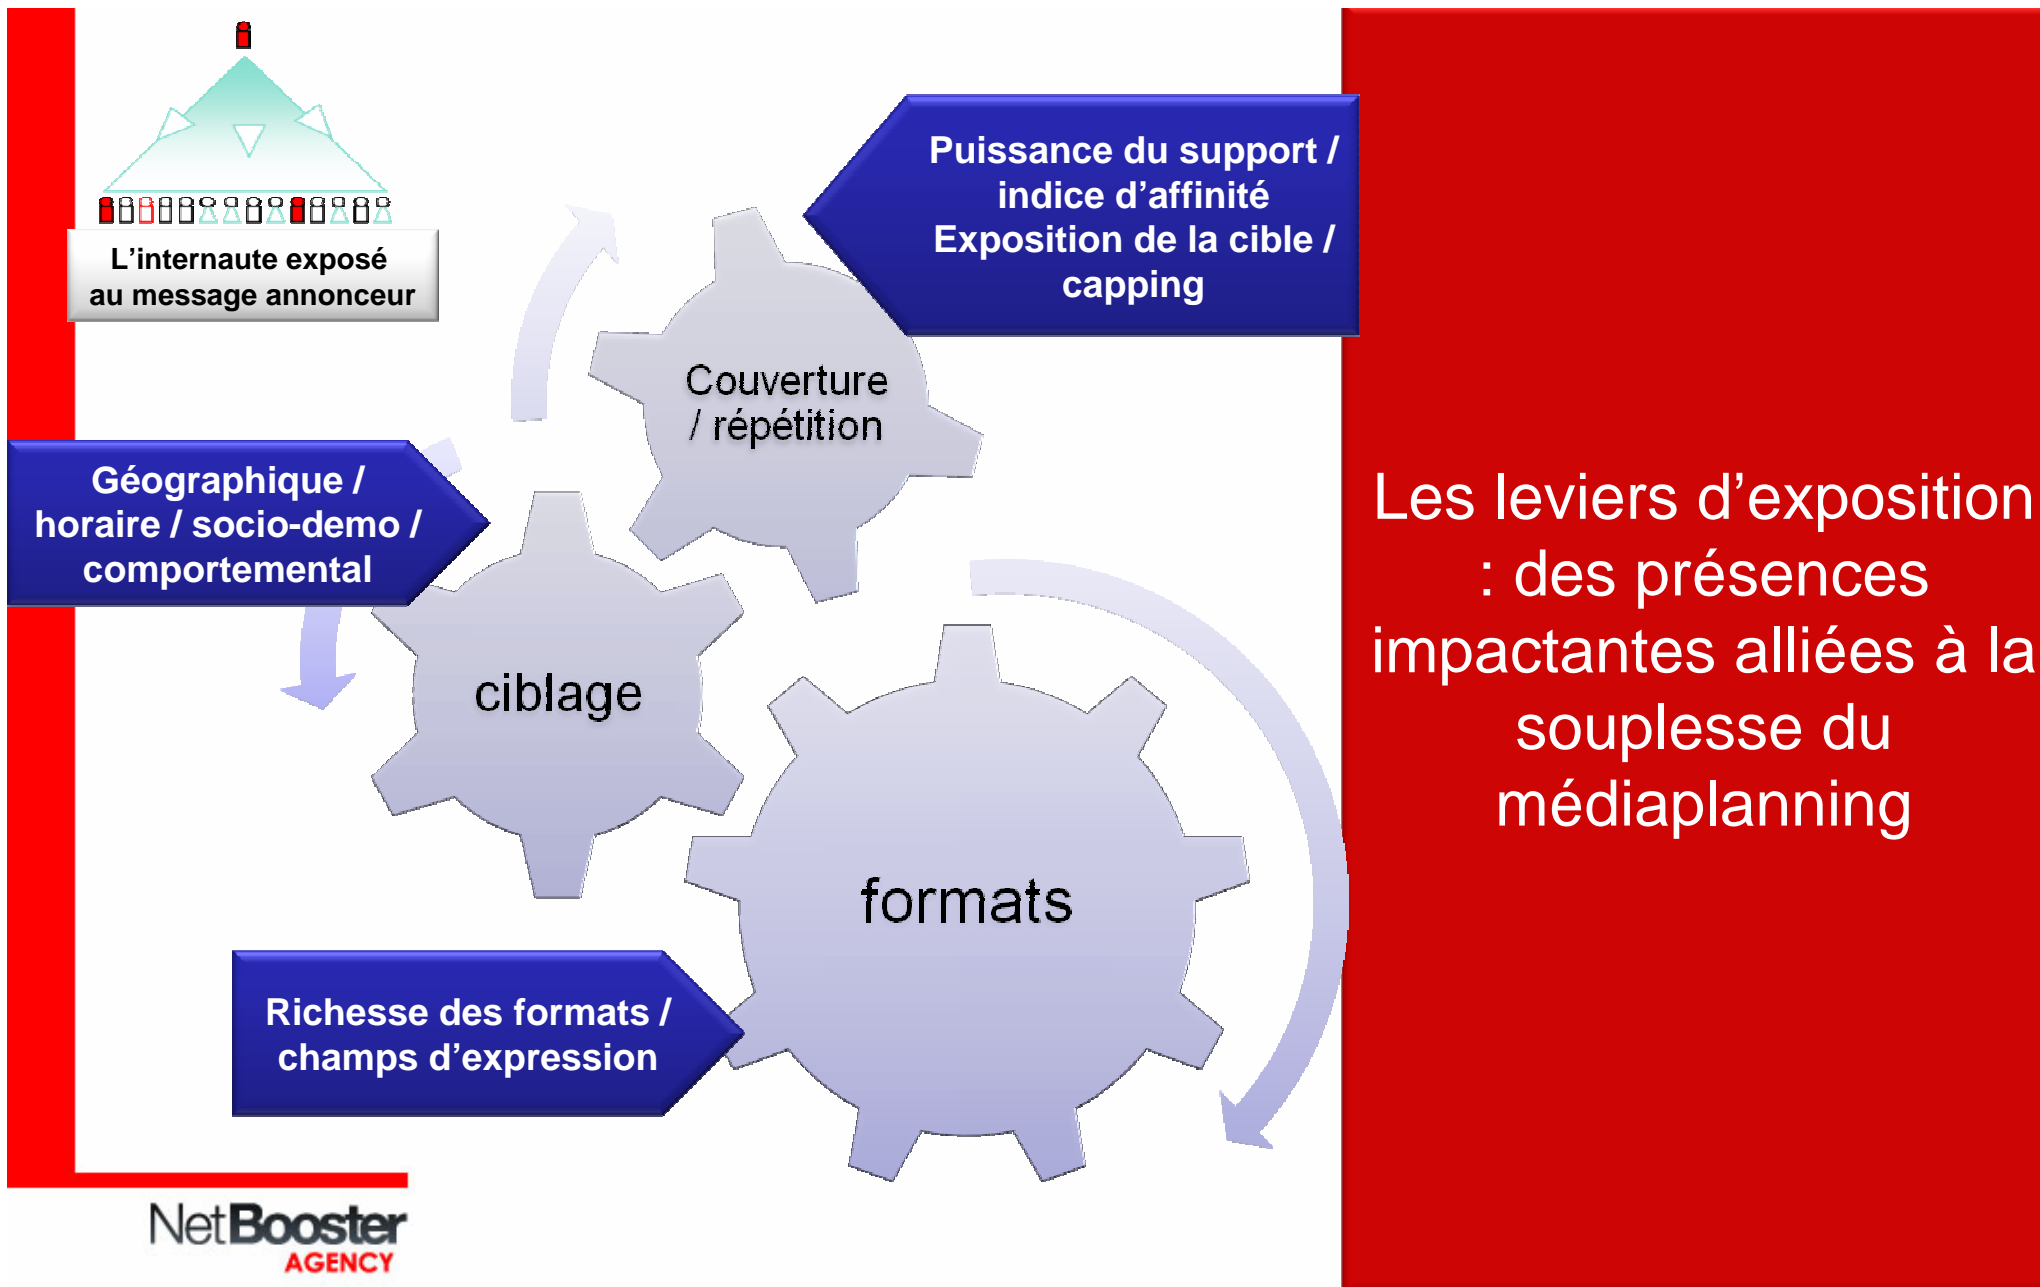 L’internaute exposé
au message annonceur
Puissance du support /
indice d’affinité
Exposition de la cible /
capping
Couverture
/ répétition
Géographique /
horaire / socio-demo /
comportemental
ciblage
formats
Richesse des formats /
champs d’expression
Les leviers d’exposition
: des présences
impactantes alliées à la
souplesse du
médiaplanning
NetBooster
AGENCY